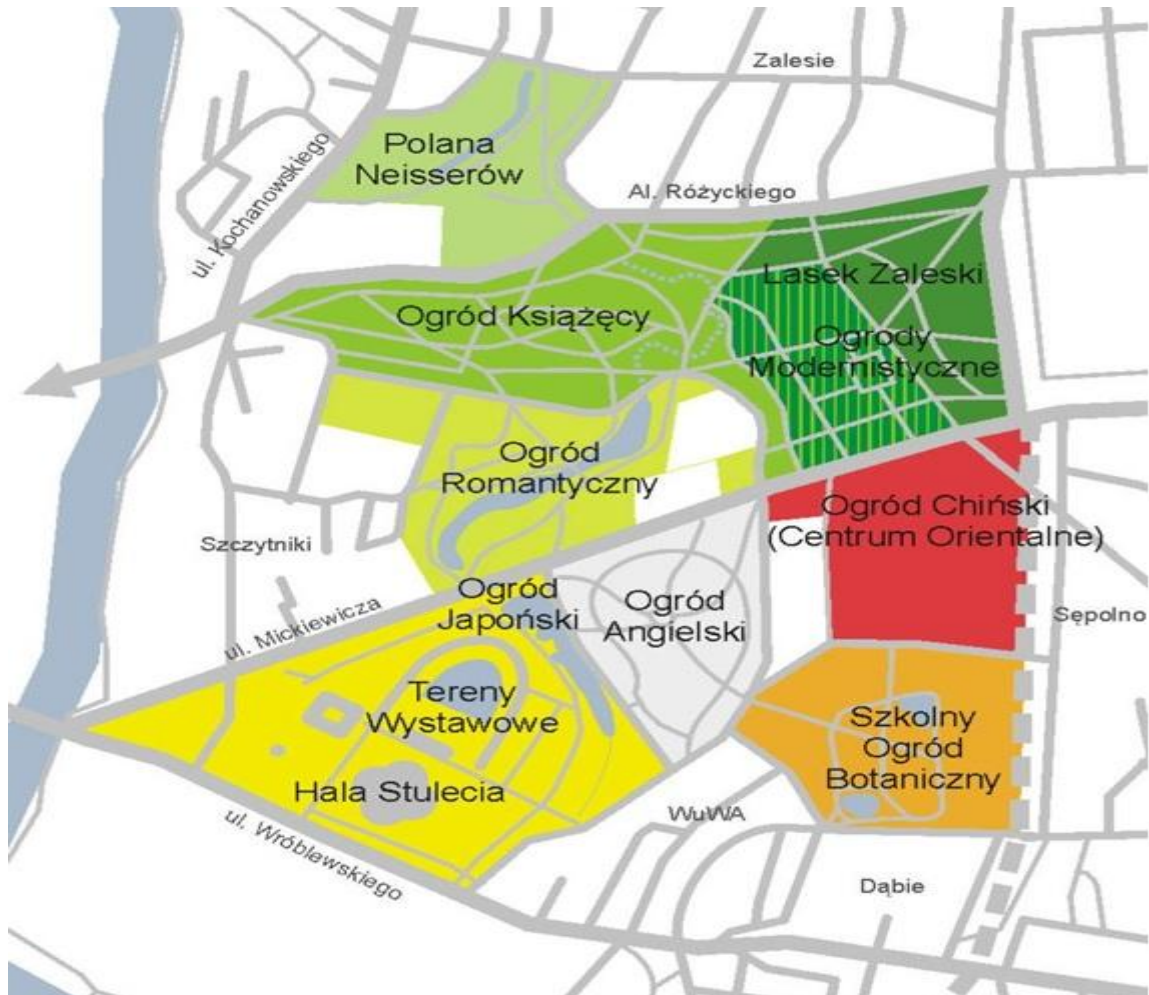 Zalesie
Polana
Neisserów
ul. Kochanowskiego
Al. Różyckiego
Lasek Zaleski
Ogród Książęcy
Ogrody
Modernistyczne
Ogród
Romantyczny
Ogród Chiński
(Centrum Orientalne)
Szczytniki
Ogród
Japoński
Ogród
Angielski
Sępolno
ul. Mickiewicza
Tereny
Wystawowe
Szkolny
Ogród
Botaniczny
Hala Stulecia
WuWA
ul. Wróblewskiego
Dąbie